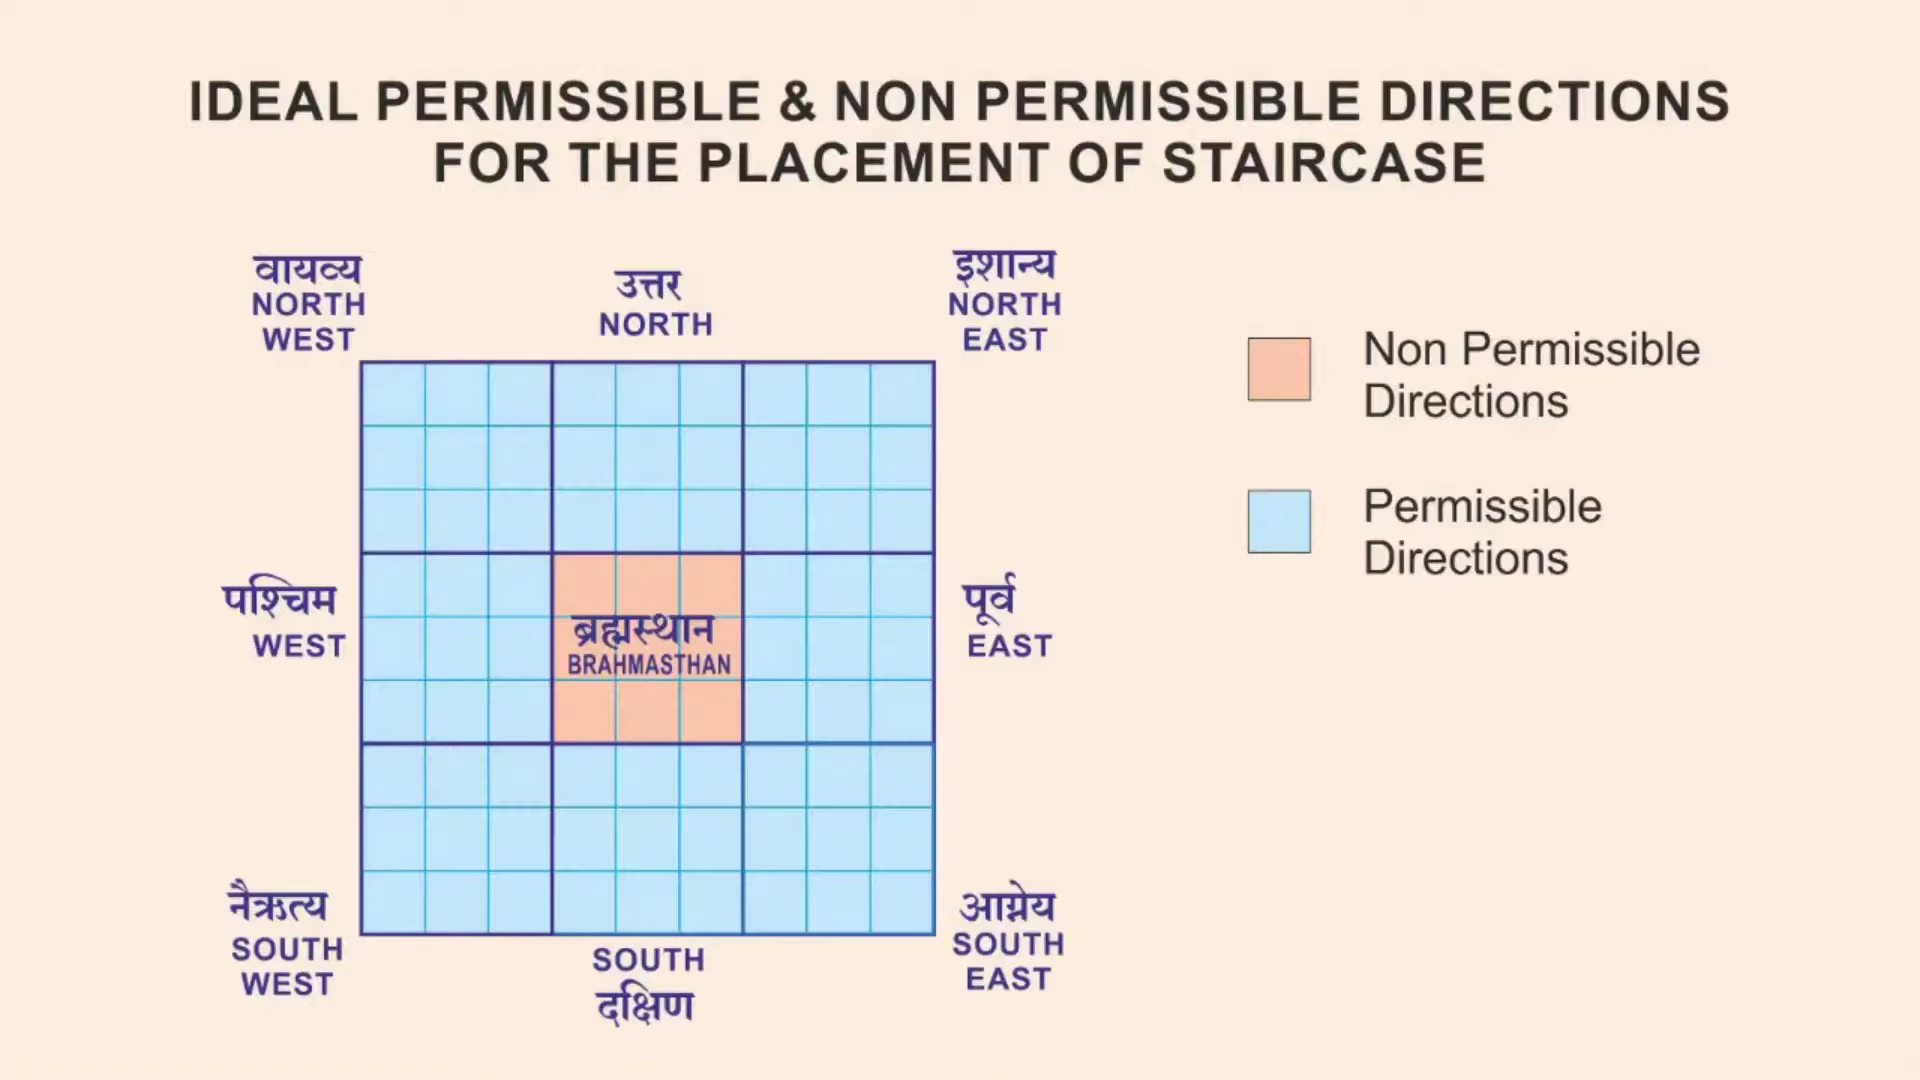 IDEAL PERMISSIBLE & NON PERMISSIBLE DIRECTIONS
FOR THE PLACEMENT OF STAIRCASE
वायव्य
NORTH
WEST
उत्तर
NORTH
इशान्य
NORTH
EAST
Non Permissible
Directions
Permissible
Directions
पश्चिम
WEST
ब्रह्मस्थान
BRAHMASTHAN
पूर्व
EAST
नैऋत्य
SOUTH
WEST
SOUTH
दक्षिण
आग्नेय
SOUTH
EAST